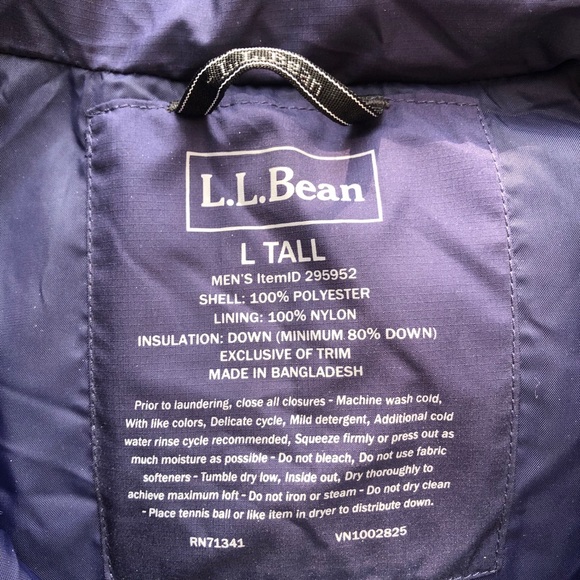 L.L.Bean
L.L.Bean
L TALL
MEN'S ItemID 295952
SHELL: 100% POLYESTER
LINING: 100% NYLON
INSULATION: DOWN (MINIMUM 80% DOWN)
EXCLUSIVE OF TRIM
MADE IN BANGLADESH
Prior to laundering, close all closures - Machine wash cold,
With like colors, Delicate cycle, Mild detergent, Additional cold
water rinse cycle recommended, Squeeze firmly or press out as
much moisture as possible - Do not bleach, Do not use fabric
softeners - Tumble dry low, Inside out, Dry thoroughly to
achieve maximum loft - Do not iron or steam - Do not dry clean
- Place tennis ball or like item in dryer to distribute down.
RN71341 VN1002825